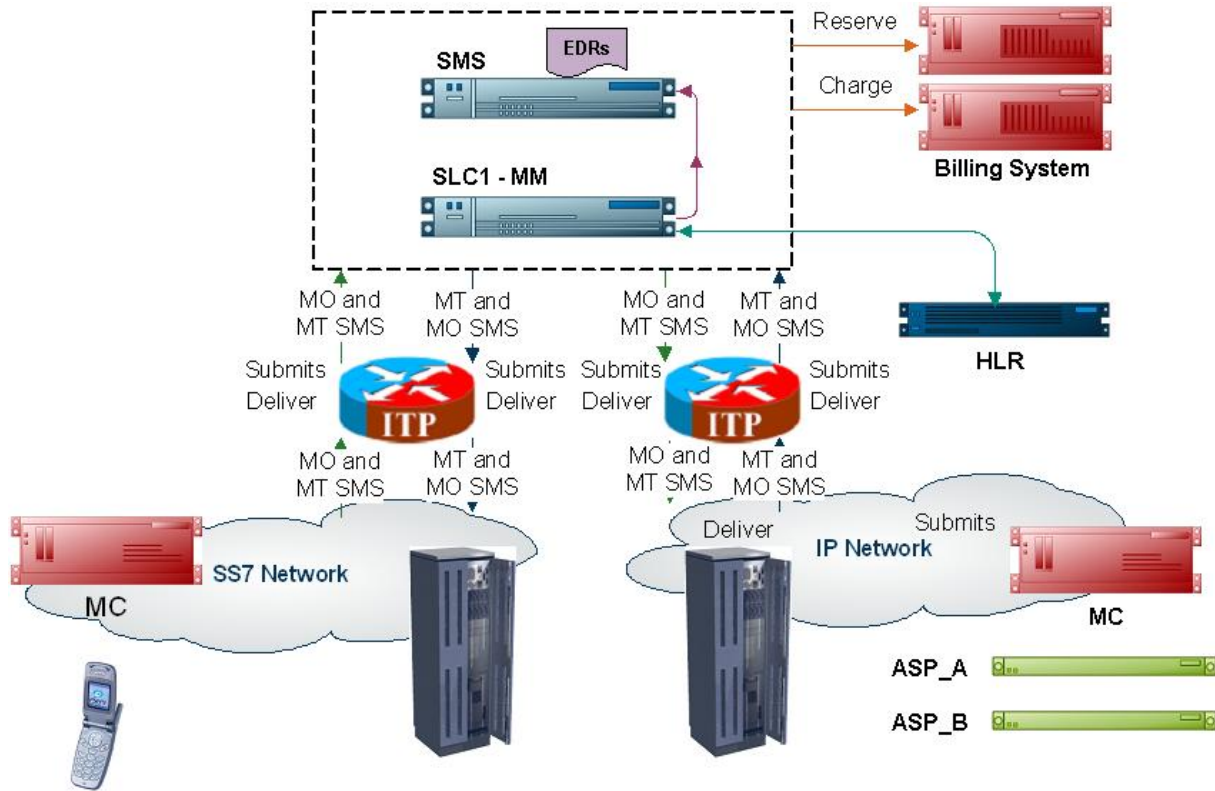 EDRs
SMS
Reserve
Charge
Billing System
SLC1 - MM
HLR
MO and
MT SMS
MT and
MO SMS
MO and
MT SMS
MT and
MO SMS
Submits
Deliver
ITP
Submits
Deliver
Submits
Deliver
ITP
Submits
Deliver
MO and
MT SMS
MT and
MO SMS
MO and
MT SMS
MT and
MO SMS
SS7 Network
MC
Deliver
IP Network
Submits
MC
ASP_A
ASP_B